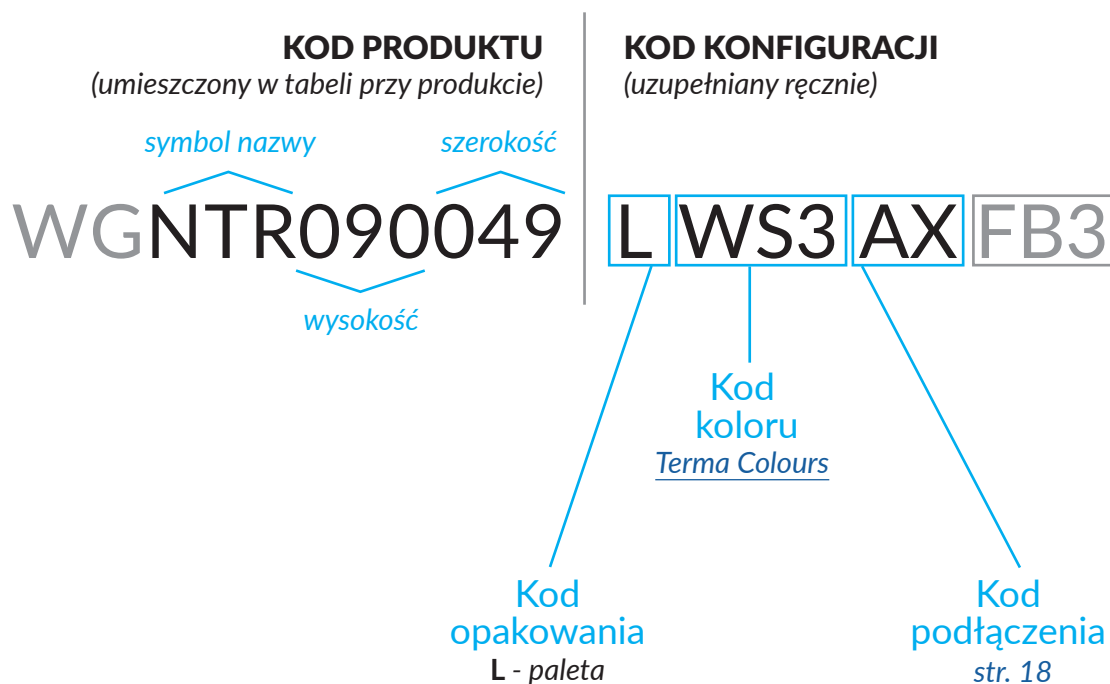 KOD PRODUKTU
(umieszczony w tabeli przy produkcie)
KOD KONFIGURACJI
(uzupełniany ręcznie)
symbol nazwy
szerokość
WGNTR090049 L WS3 AX FB3
wysokość
Kod
koloru
Terma Colours
Kod
opakowania
L - paleta
Kod
podłączenia
str. 18